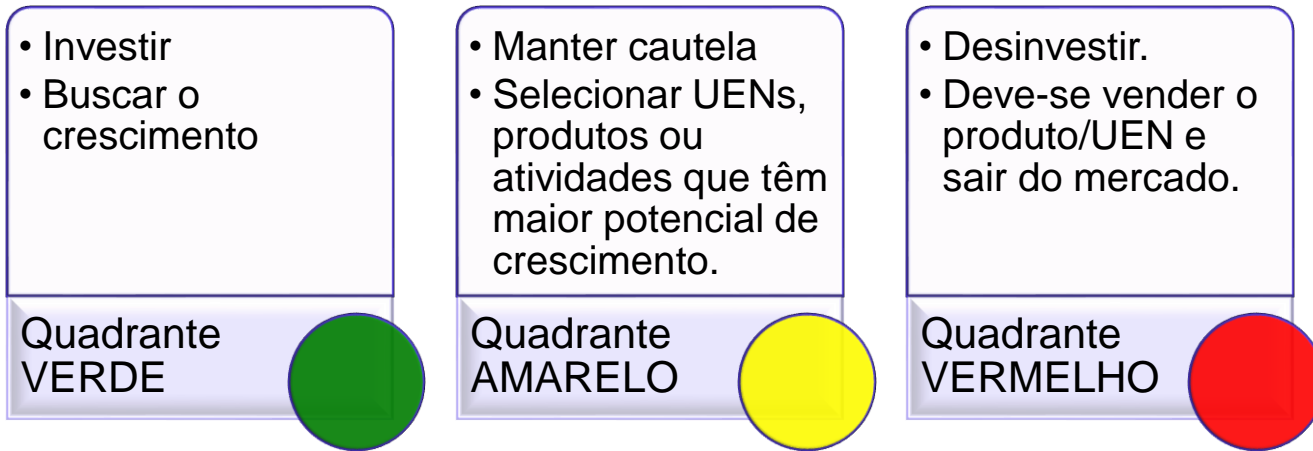 • Investir
• Buscar o
crescimento
Quadrante
VERDE
• Manter cautela
• Selecionar UENs,
produtos ou
atividades que têm
maior potencial de
crescimento.
Quadrante
AMARELO
• Desinvestir.
• Deve-se vender o
produto/UEN e
sair do mercado.
Quadrante
VERMELHO